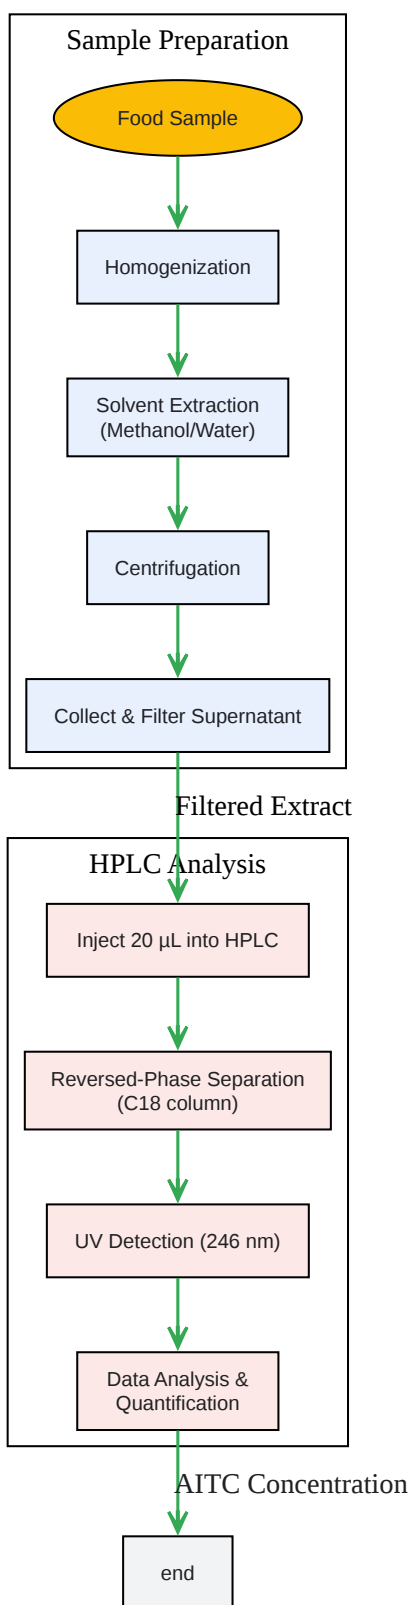 Sample Preparation
Food Sample
Homogenization
Solvent Extraction
(Methanol/Water)
Centrifugation
Collect & Filter Supernatant
Filtered Extract
HPLC Analysis
Inject 20 µL into HPLC
Reversed-Phase Separation
(C18 column)
UV Detection (246 nm)
Data Analysis &
Quantification
AITC Concentration
end